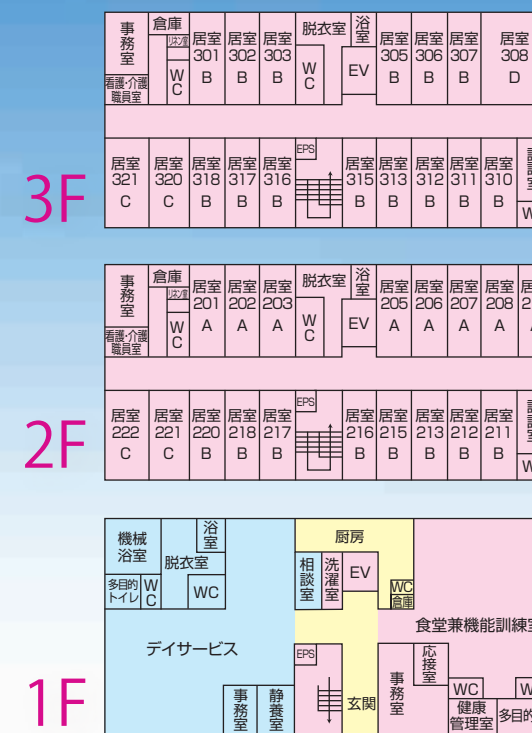 3F
事務室
看護・介護職員室
倉庫
リネン室
WC
居室 301 B
居室 302 B
居室 303 B
脱衣室
WC
浴室
EV
居室 305 B
居室 306 B
居室 307 B
居室 308 D
居室 321 C
居室 320 C
居室 318 B
居室 317 B
居室 316 B
EPS
居室 315 B
居室 313 B
居室 312 B
居室 311 B
居室 310 B
2F
事務室
看護・介護職員室
倉庫
リネン室
WC
居室 201 A
居室 202 A
居室 203 A
脱衣室
WC
浴室
EV
居室 205 A
居室 206 A
居室 207 A
居室 208 A
居室 222 C
居室 221 C
居室 220 B
居室 218 B
居室 217 B
EPS
居室 216 B
居室 215 B
居室 213 B
居室 212 B
居室 211 B
1F
機械浴室
浴室
脱衣室
多目的トイレ
WC
WC
デイサービス
事務室
静養室
厨房
相談室
洗濯室
EV
WC
倉庫
食堂兼機能訓練室
EPS
玄関
事務室
応接室
WC
健康管理室
多目的